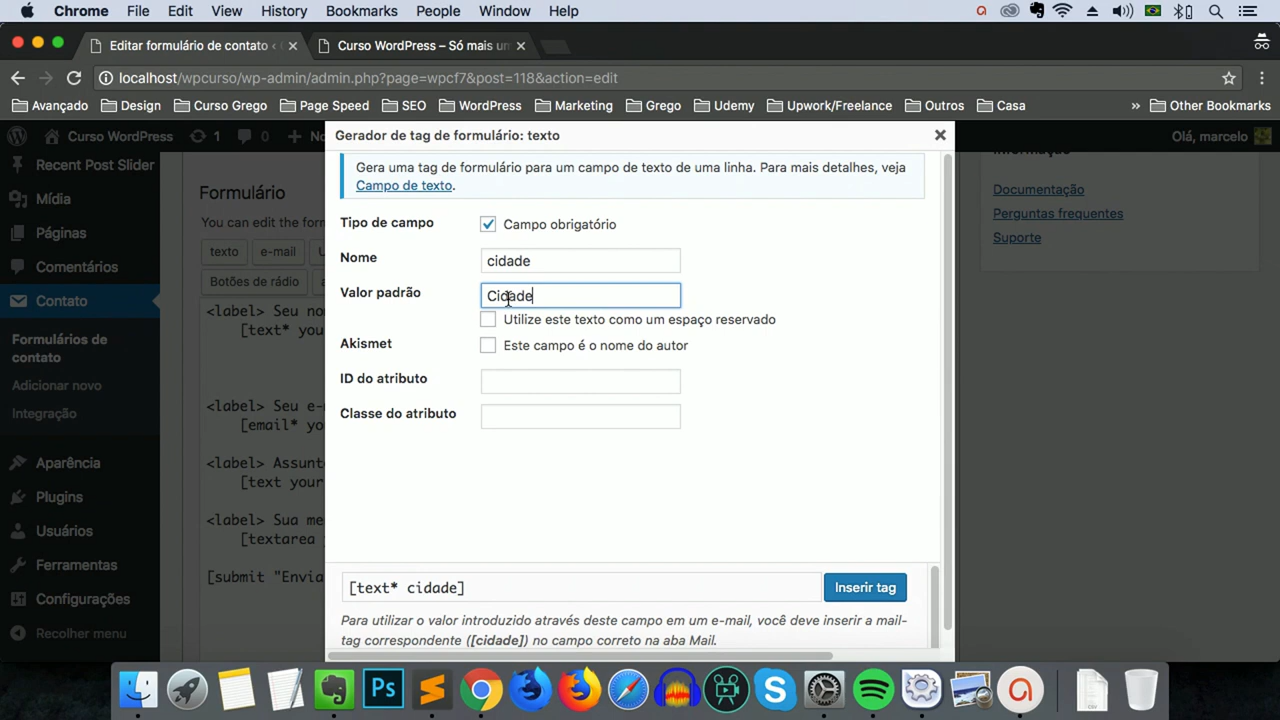 Chrome File Edit View History Bookmarks People Window Help
Editar formulário de contato ‹ Curso WordPress – Só mais un
localhost/wpcurso/wp-admin/admin.php?page=wpcf7&post=118&action=edit
Avançado Design Curso Grego Page Speed SEO WordPress Marketing Grego Udemy Upwork/Freelance Outros Casa » Other Bookmarks
Curso WordPress 1 0 Olá, marcelo
Gerador de tag de formulário: texto
Gera uma tag de formulário para um campo de texto de uma linha. Para mais detalhes, veja
Campo de texto.
Tipo de campo Campo obrigatório
Nome cidade
Valor padrão Cidade
Utilize este texto como um espaço reservado
Akismet Este campo é o nome do autor
ID do atributo
Classe do atributo
[text* cidade] Inserir tag
Para utilizar o valor introduzido através deste campo em um e-mail, você deve inserir a mail-
tag correspondente ([cidade]) no campo correto na aba Mail.
Recent Post Slider
Mídia
Páginas
Comentários
Contato
Formulários de
contato
Adicionar novo
Integração
Aparência
Plugins
Usuários
Ferramentas
Configurações
Recolher menu
Formulário
You can edit the for
texto e-mail
Botões de rádio
<label> Seu no
[text* you
<label> Seu e-
[email* yo
<label> Assunt
[text your
<label> Sua me
[textarea
[submit "Envia
Informação
Documentação
Perguntas frequentes
Suporte
Ps
CSV